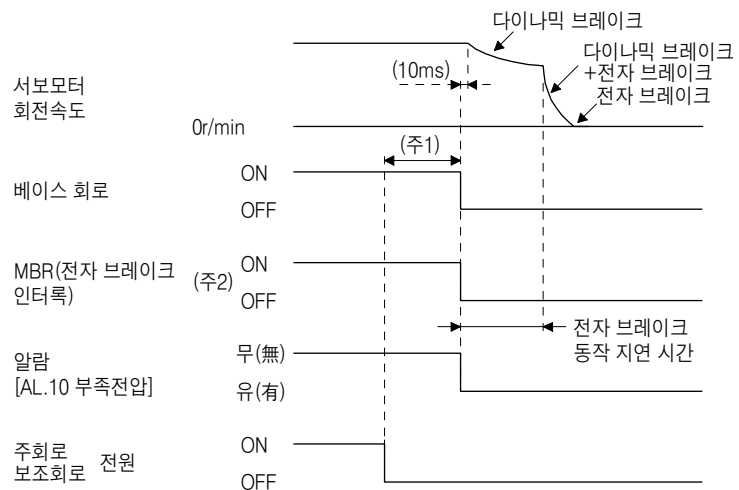 다이나믹 브레이크
다이나믹 브레이크
+전자 브레이크
전자 브레이크
(10ms)
서보모터
회전속도
0r/min
(주1)
베이스 회로
ON
OFF
MBR(전자 브레이크
인터록)
(주2)
ON
OFF
전자 브레이크
동작 지연 시간
알람
[AL.10 부족전압]
무(無)
유(有)
주회로
보조회로
전원
ON
OFF